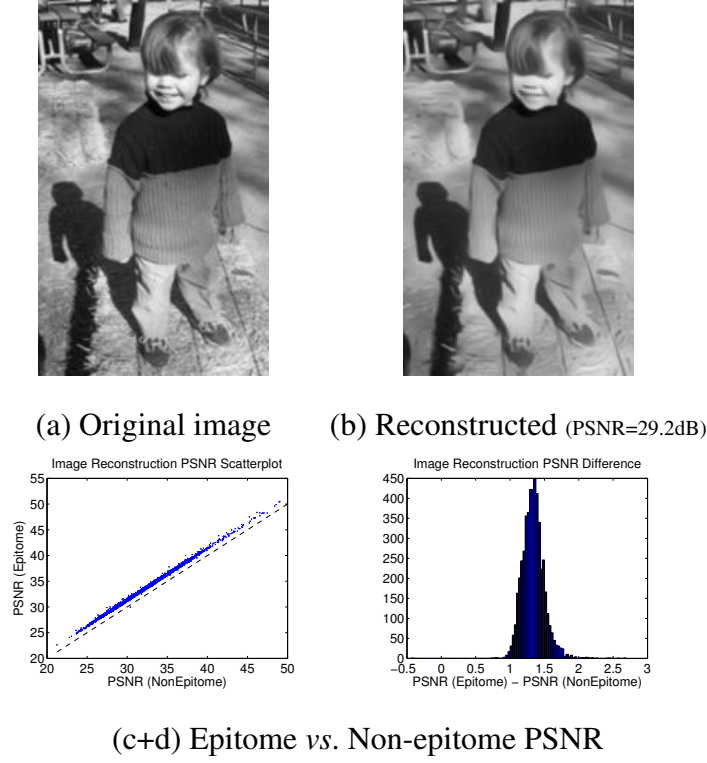 (a) Original image
(b) Reconstructed (PSNR=29.2dB)
Image Reconstruction PSNR Scatterplot
55
50
45
40
35
30
25
20
PSNR (Epitome)
20 25 30 35 40 45 50
PSNR (NonEpitome)
Image Reconstruction PSNR Difference
450
400
350
300
250
200
150
100
50
0
−0.5 0 0.5 1 1.5 2 2.5 3
PSNR (Epitome) − PSNR (NonEpitome)
(c+d) Epitome vs. Non-epitome PSNR